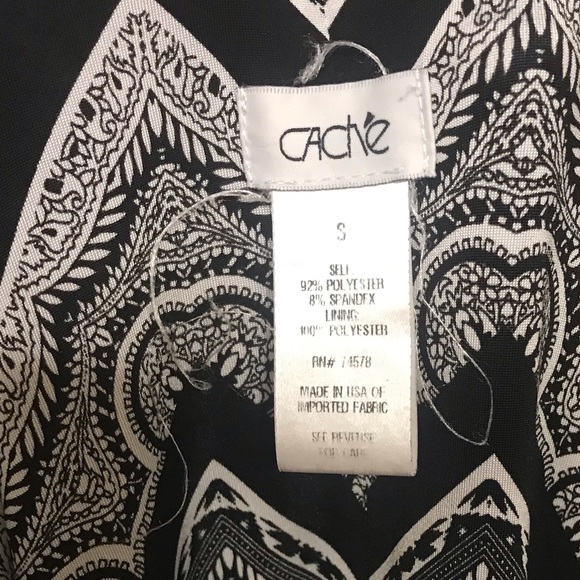 CAChé
S
SELF:
92% POLYESTER
8% SPANDEX
LINING:
100% POLYESTER
RN# 74578
MADE IN USA OF
IMPORTED FABRIC
SEE REVERSE
FOR CARE